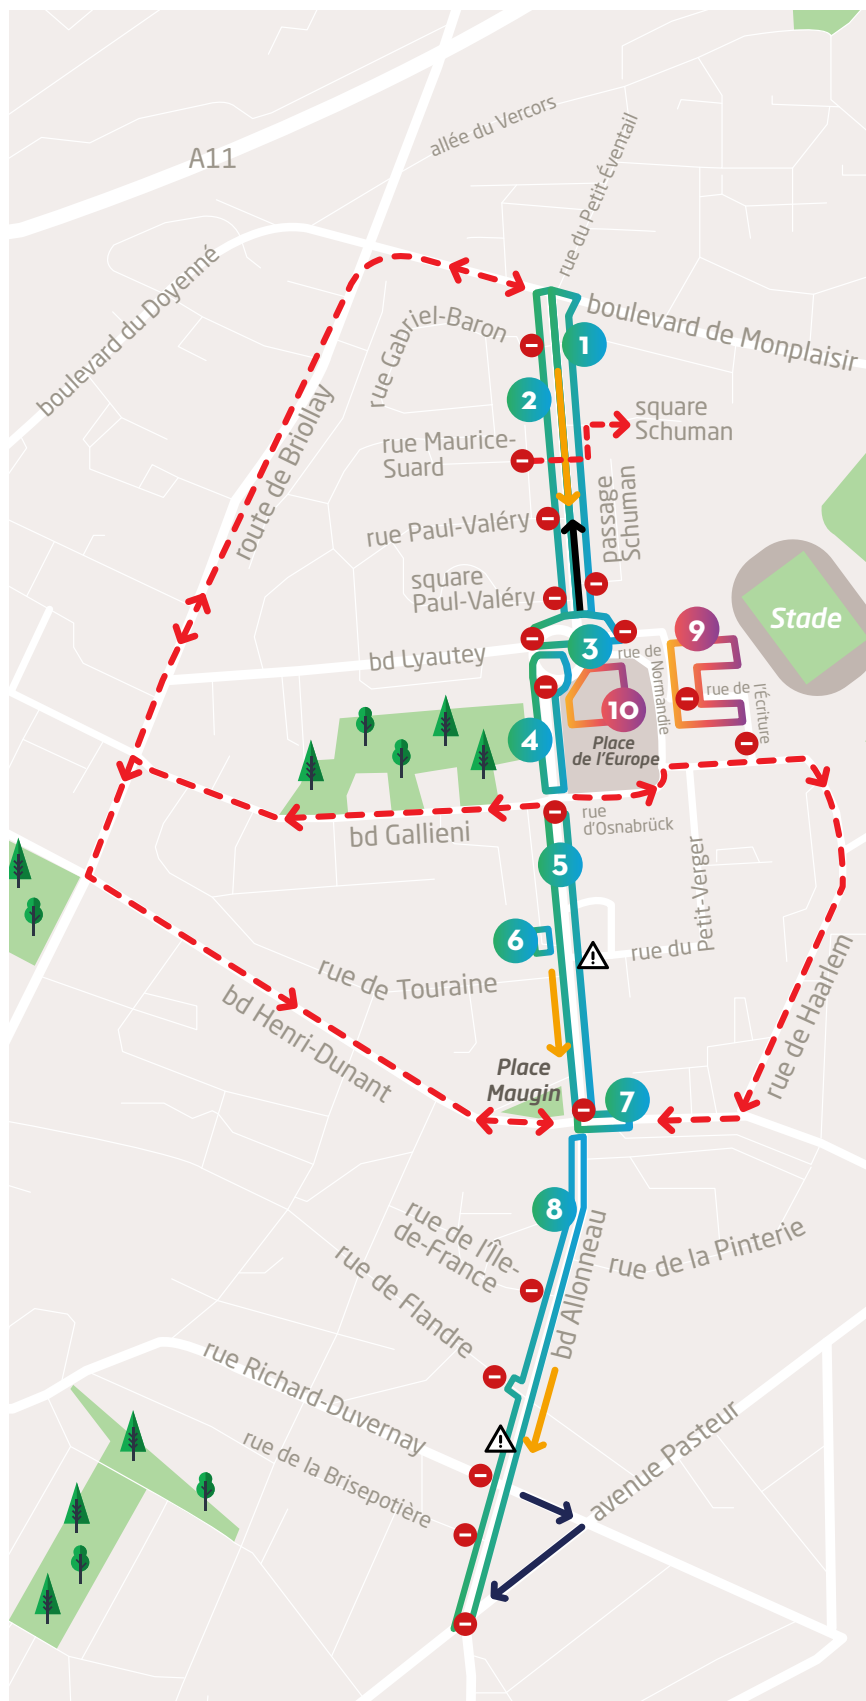 allée du Vercors
A11
rue du Petit-Éventail
boulevard du Doyenné
rue Gabriel-Baron
boulevard de Monplaisir
1
2
square
Schuman
route de Briollay
rue Maurice-
Suard
passage
Schuman
rue Paul-Valéry
square
Paul-Valéry
Stade
9
3
bd Lyautey
rue de
Normandie
rue de
l'Écriture
10
4
Place
de l'Europe
bd Gallieni
rue
d'Osnabrück
5
rue du
Petit-Verger
6
rue de Touraine
bd Henri-Dunant
rue de Haarlem
Place
Maugin
7
8
rue de l'Île-
de-France
rue de Flandre
bd Allonneau
rue de la Pinterie
rue Richard-Duvernay
avenue Pasteur
rue de la Brisepotière